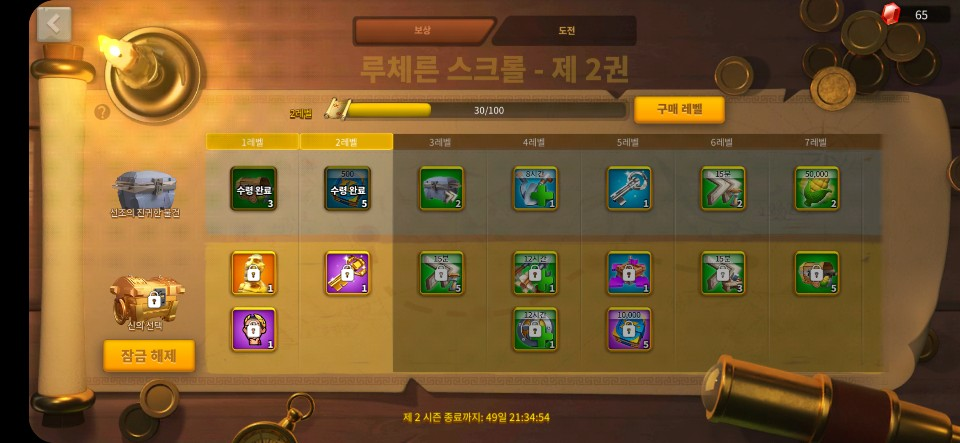 65
보상
도전
루체른 스크롤 - 제 2권
?
2레벨
30/100
구매 레벨
1레벨
2레벨
3레벨
4레벨
5레벨
6레벨
7레벨
선조의 진귀한 물건
수령 완료
3
500
수령 완료
5
2
8시간
1
1
15분
2
50,000
2
신의 선택
1
1
15분
5
12시간
1
1
15분
3
5
1
12시간
1
10,000
5
잠금 해제
제 2 시즌 종료까지: 49일 21:34:54